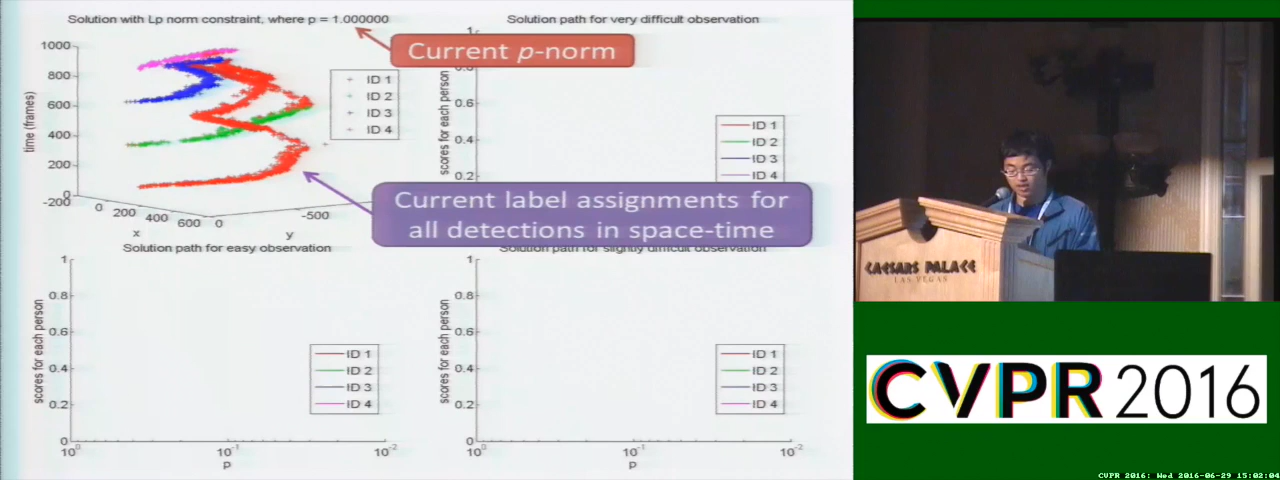 Solution with Lp norm constraint, where p = 1.000000
Current p-norm
1000
800
600
400
200
0
-200
0
200
400
600
0
-500
time (frames)
x
y
ID 1
ID 2
ID 3
ID 4
Current label assignments for
all detections in space-time
Solution path for very difficult observation
1
0.8
0.6
0.4
0.2
scores for each person
ID 1
ID 2
ID 3
ID 4
Solution path for easy observation
1
0.8
0.6
0.4
0.2
0
scores for each person
ID 1
ID 2
ID 3
ID 4
10^0
10^-1
10^-2
p
Solution path for slightly difficult observation
1
0.8
0.6
0.4
0.2
0
scores for each person
ID 1
ID 2
ID 3
ID 4
10^0
10^-1
10^-2
p
CAESARS PALACE
LAS VEGAS
CVPR 2016
CVPR 2016: Wed 2016-06-29 15:02:04